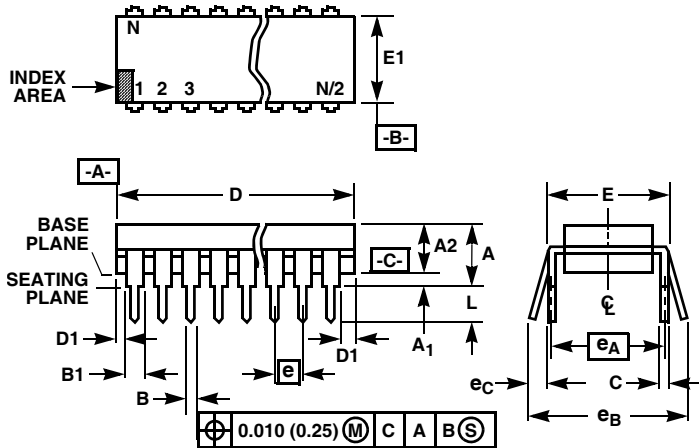 N
E1
INDEX
AREA
1 2 3 N/2
-B-
-A-
D
E
BASE
PLANE
A2
A
-C-
SEATING
PLANE
L
C L
D1
A1
D1
eA
B1
e
eC
C
B
eB
0.010 (0.25) M C A B S